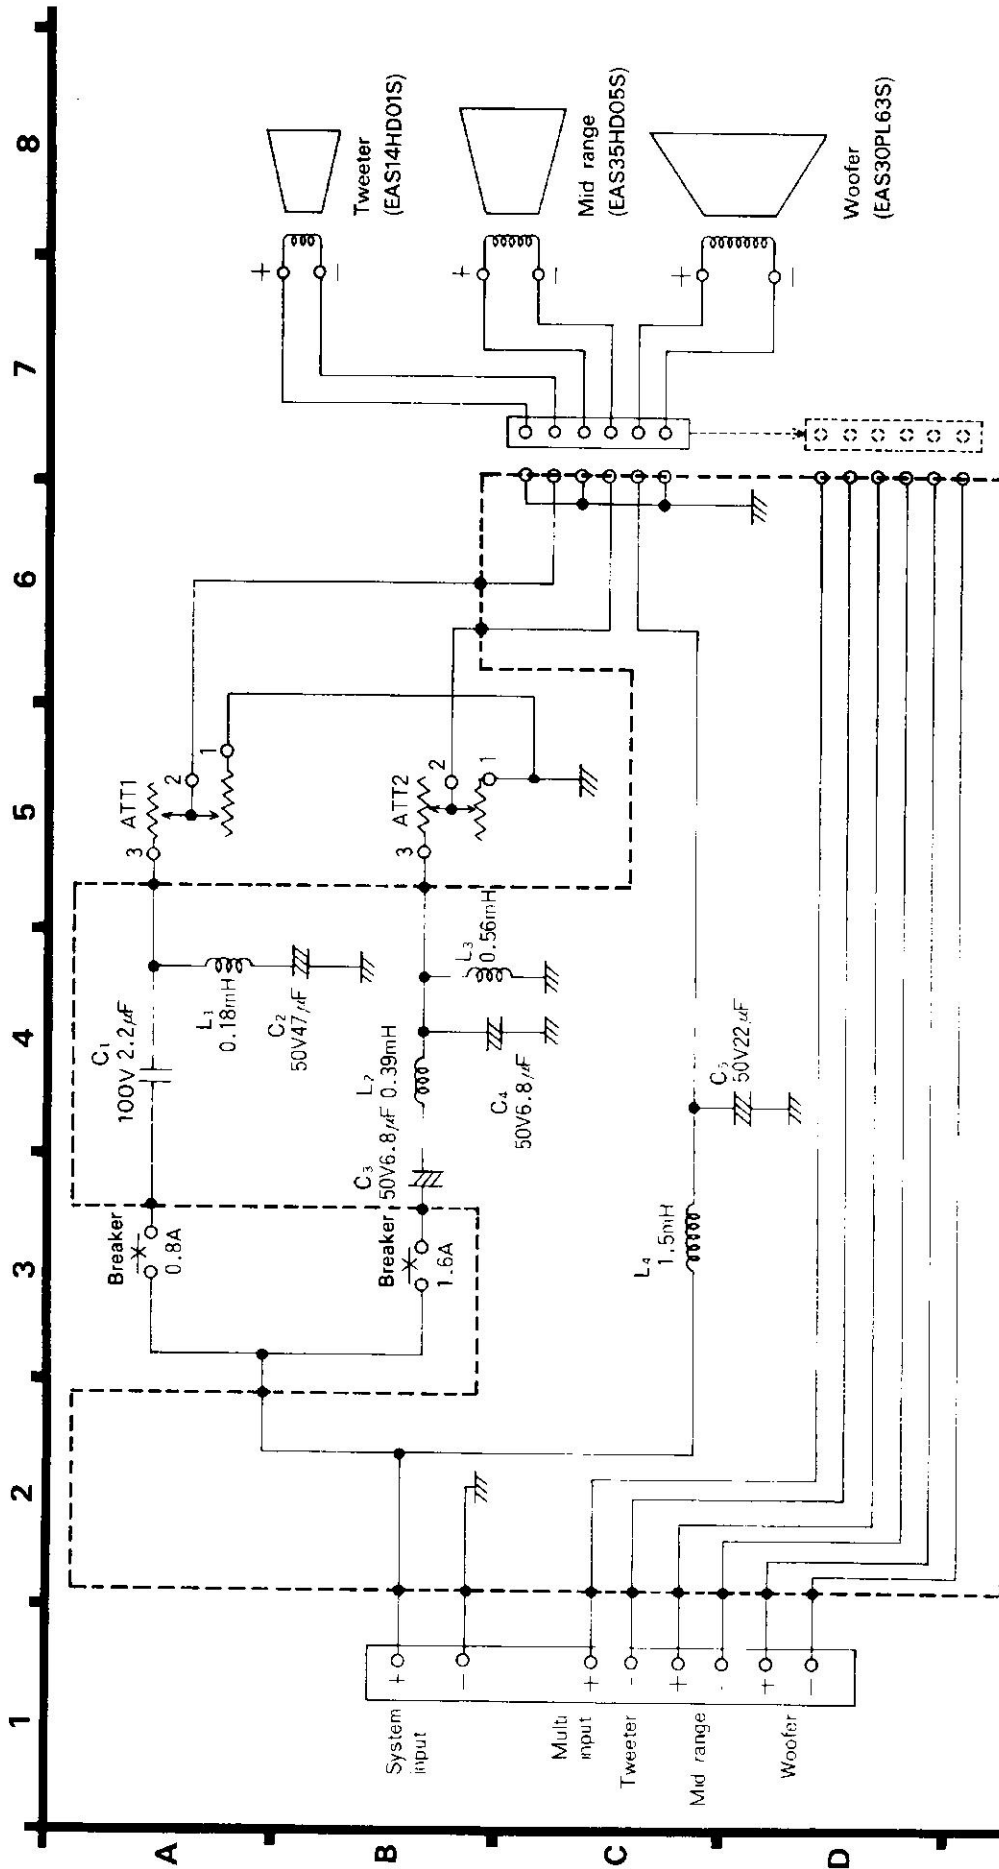 1
2
3
4
5
6
7
8
A
B
C
D
System
input
+
−
Multi
input
Tweeter
Mid range
Woofer
+
-
+
-
+
−
Breaker
0.8A
Breaker
1.6A
C1
100V 2.2μF
L1
0.18mH
C2
50V47μF
C3
50V6.8μF
L2
0.39mH
C4
50V6.8μF
L3
0.56mH
L4
1.5mH
C5
50V22μF
ATT1
3
2
1
ATT2
3
2
1
+
−
Tweeter
(EAS14HD01S)
+
−
Mid range
(EAS35HD05S)
+
−
Woofer
(EAS30PL63S)